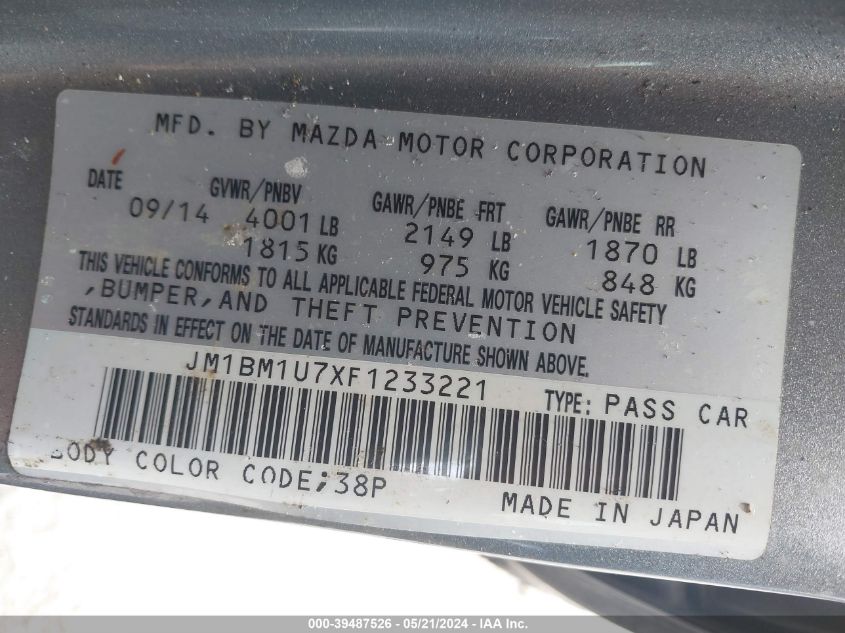 MFD. BY MAZDA MOTOR CORPORATION
DATE GVWR/PNBV GAWR/PNBE FRT GAWR/PNBE RR
09/14 4001 LB 2149 LB 1870 LB
1815 KG 975 KG 848 KG
THIS VEHICLE CONFORMS TO ALL APPLICABLE FEDERAL MOTOR VEHICLE SAFETY
,BUMPER,AND THEFT PREVENTION
STANDARDS IN EFFECT ON THE DATE OF MANUFACTURE SHOWN ABOVE.
JM1BM1U7XF1233221 TYPE: PASS CAR
BODY COLOR CODE;38P MADE IN JAPAN
000-39487526 - 05/21/2024 - IAA Inc.